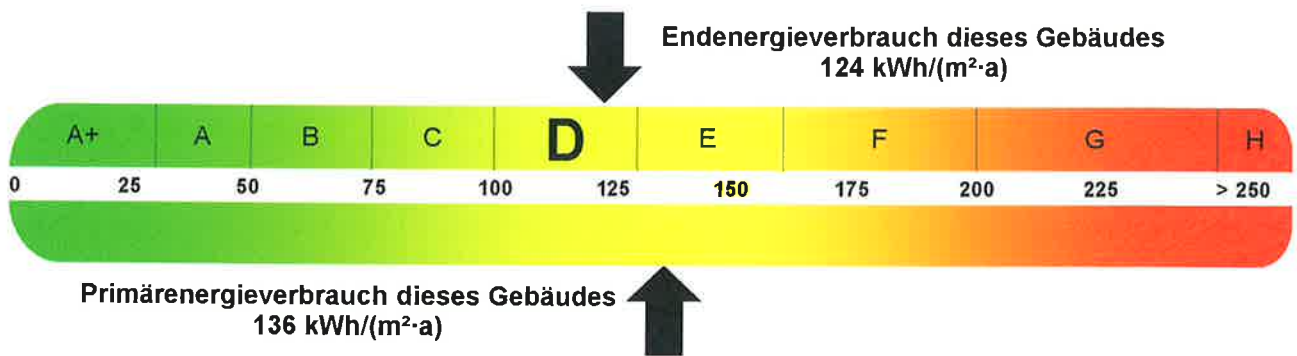 Endenergieverbrauch dieses Gebäudes
124 kWh/(m²·a)
A+ A B C D E F G H
0 25 50 75 100 125 150 175 200 225 > 250
Primärenergieverbrauch dieses Gebäudes
136 kWh/(m²·a)